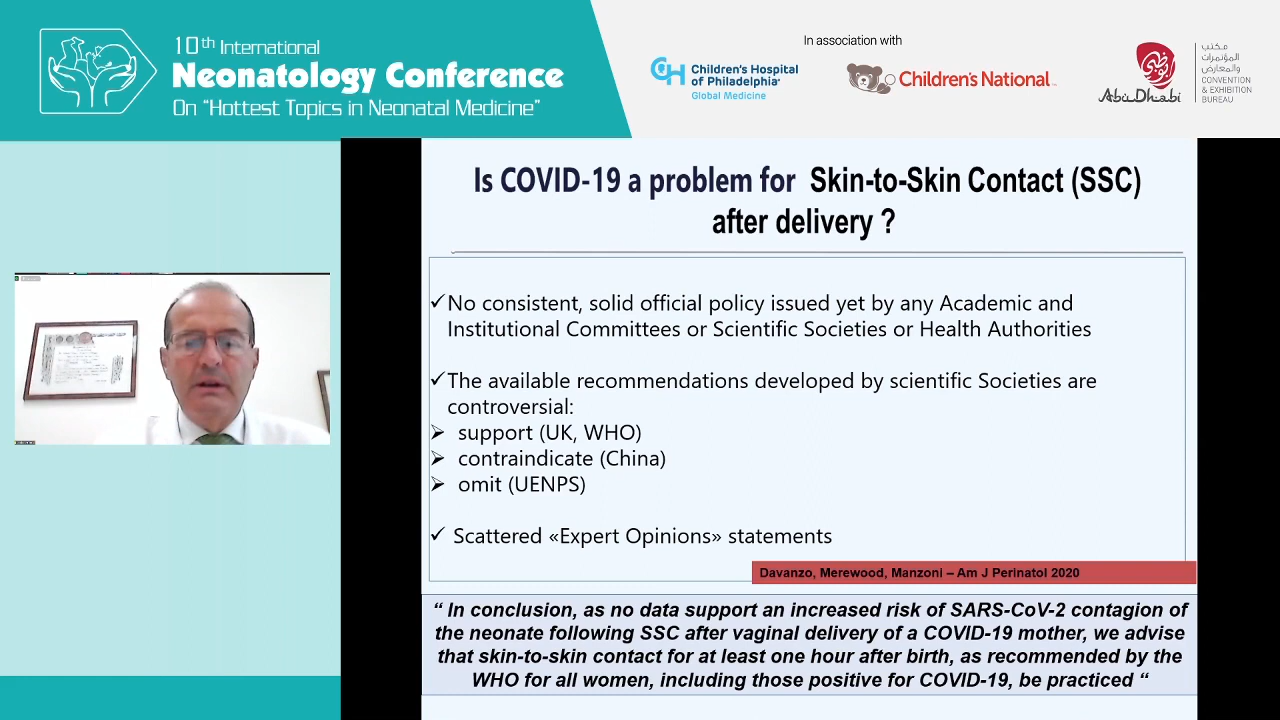 10th International
Neonatology Conference
On “Hottest Topics in Neonatal Medicine”
In association with
Children's Hospital
of Philadelphia
Global Medicine
Children's National
Abu Dhabi
أبوظبي
مكتب
المؤتمرات
والمعارض
CONVENTION
& EXHIBITION
BUREAU
Is COVID-19 a problem for Skin-to-Skin Contact (SSC)
after delivery ?
✓No consistent, solid official policy issued yet by any Academic and
Institutional Committees or Scientific Societies or Health Authorities
✓The available recommendations developed by scientific Societies are
controversial:
➢ support (UK, WHO)
➢ contraindicate (China)
➢ omit (UENPS)
✓ Scattered «Expert Opinions» statements
Davanzo, Merewood, Manzoni – Am J Perinatol 2020
“ In conclusion, as no data support an increased risk of SARS-CoV-2 contagion of
the neonate following SSC after vaginal delivery of a COVID-19 mother, we advise
that skin-to-skin contact for at least one hour after birth, as recommended by the
WHO for all women, including those positive for COVID-19, be practiced “